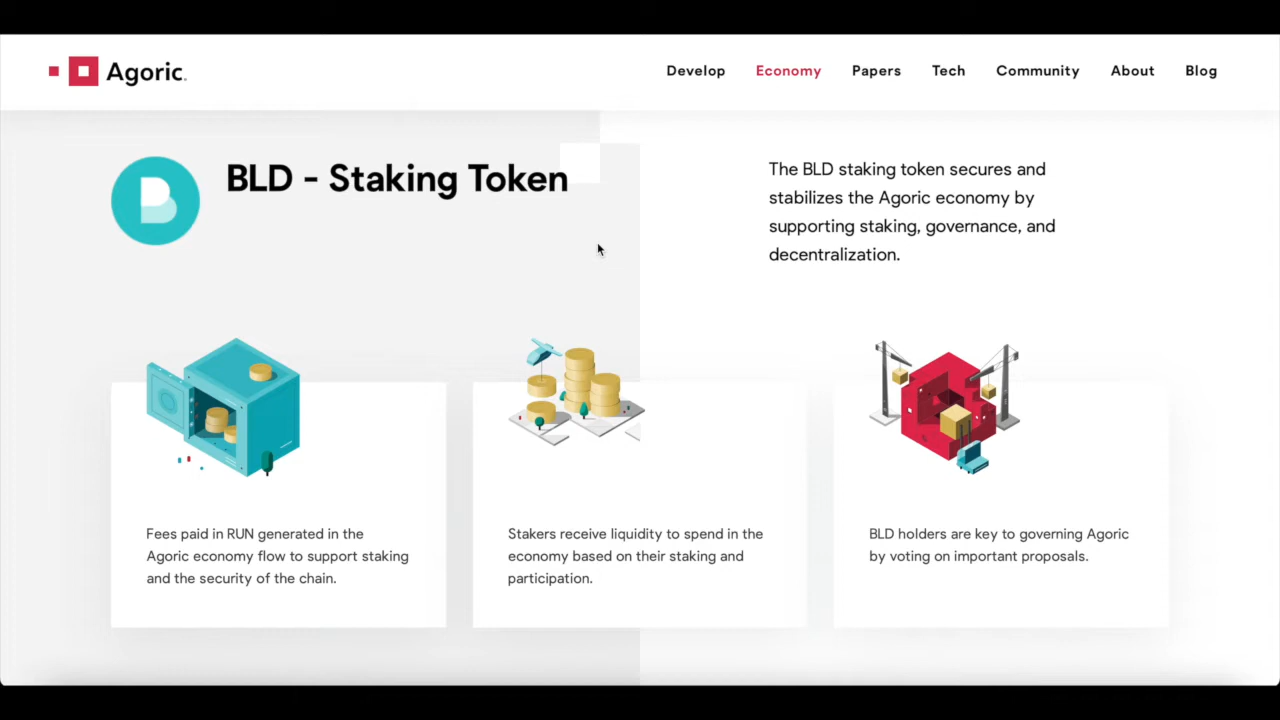 Agoric
Develop
Economy
Papers
Tech
Community
About
Blog
B
BLD - Staking Token
The BLD staking token secures and
stabilizes the Agoric economy by
supporting staking, governance, and
decentralization.
Fees paid in RUN generated in the
Agoric economy flow to support staking
and the security of the chain.
Stakers receive liquidity to spend in the
economy based on their staking and
participation.
BLD holders are key to governing Agoric
by voting on important proposals.